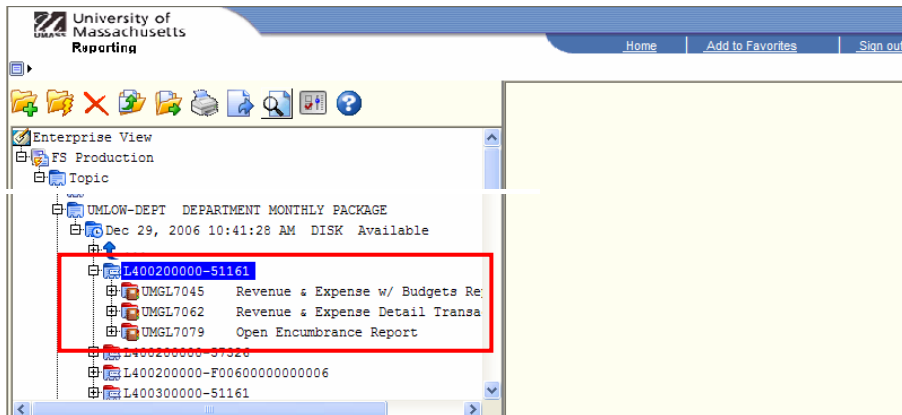 University of
Massachusetts
UMASS
Reporting
Home Add to Favorites Sign out
Enterprise View
FS Production
Topic
UMLOW-DEPT DEPARTMENT MONTHLY PACKAGE
Dec 29, 2006 10:41:28 AM DISK Available
..
L400200000-51161
UMGL7045 Revenue & Expense w/ Budgets Re
UMGL7062 Revenue & Expense Detail Transa
UMGL7079 Open Encumbrance Report
L400200000-57326
L400200000-F00600000000006
L400300000-51161